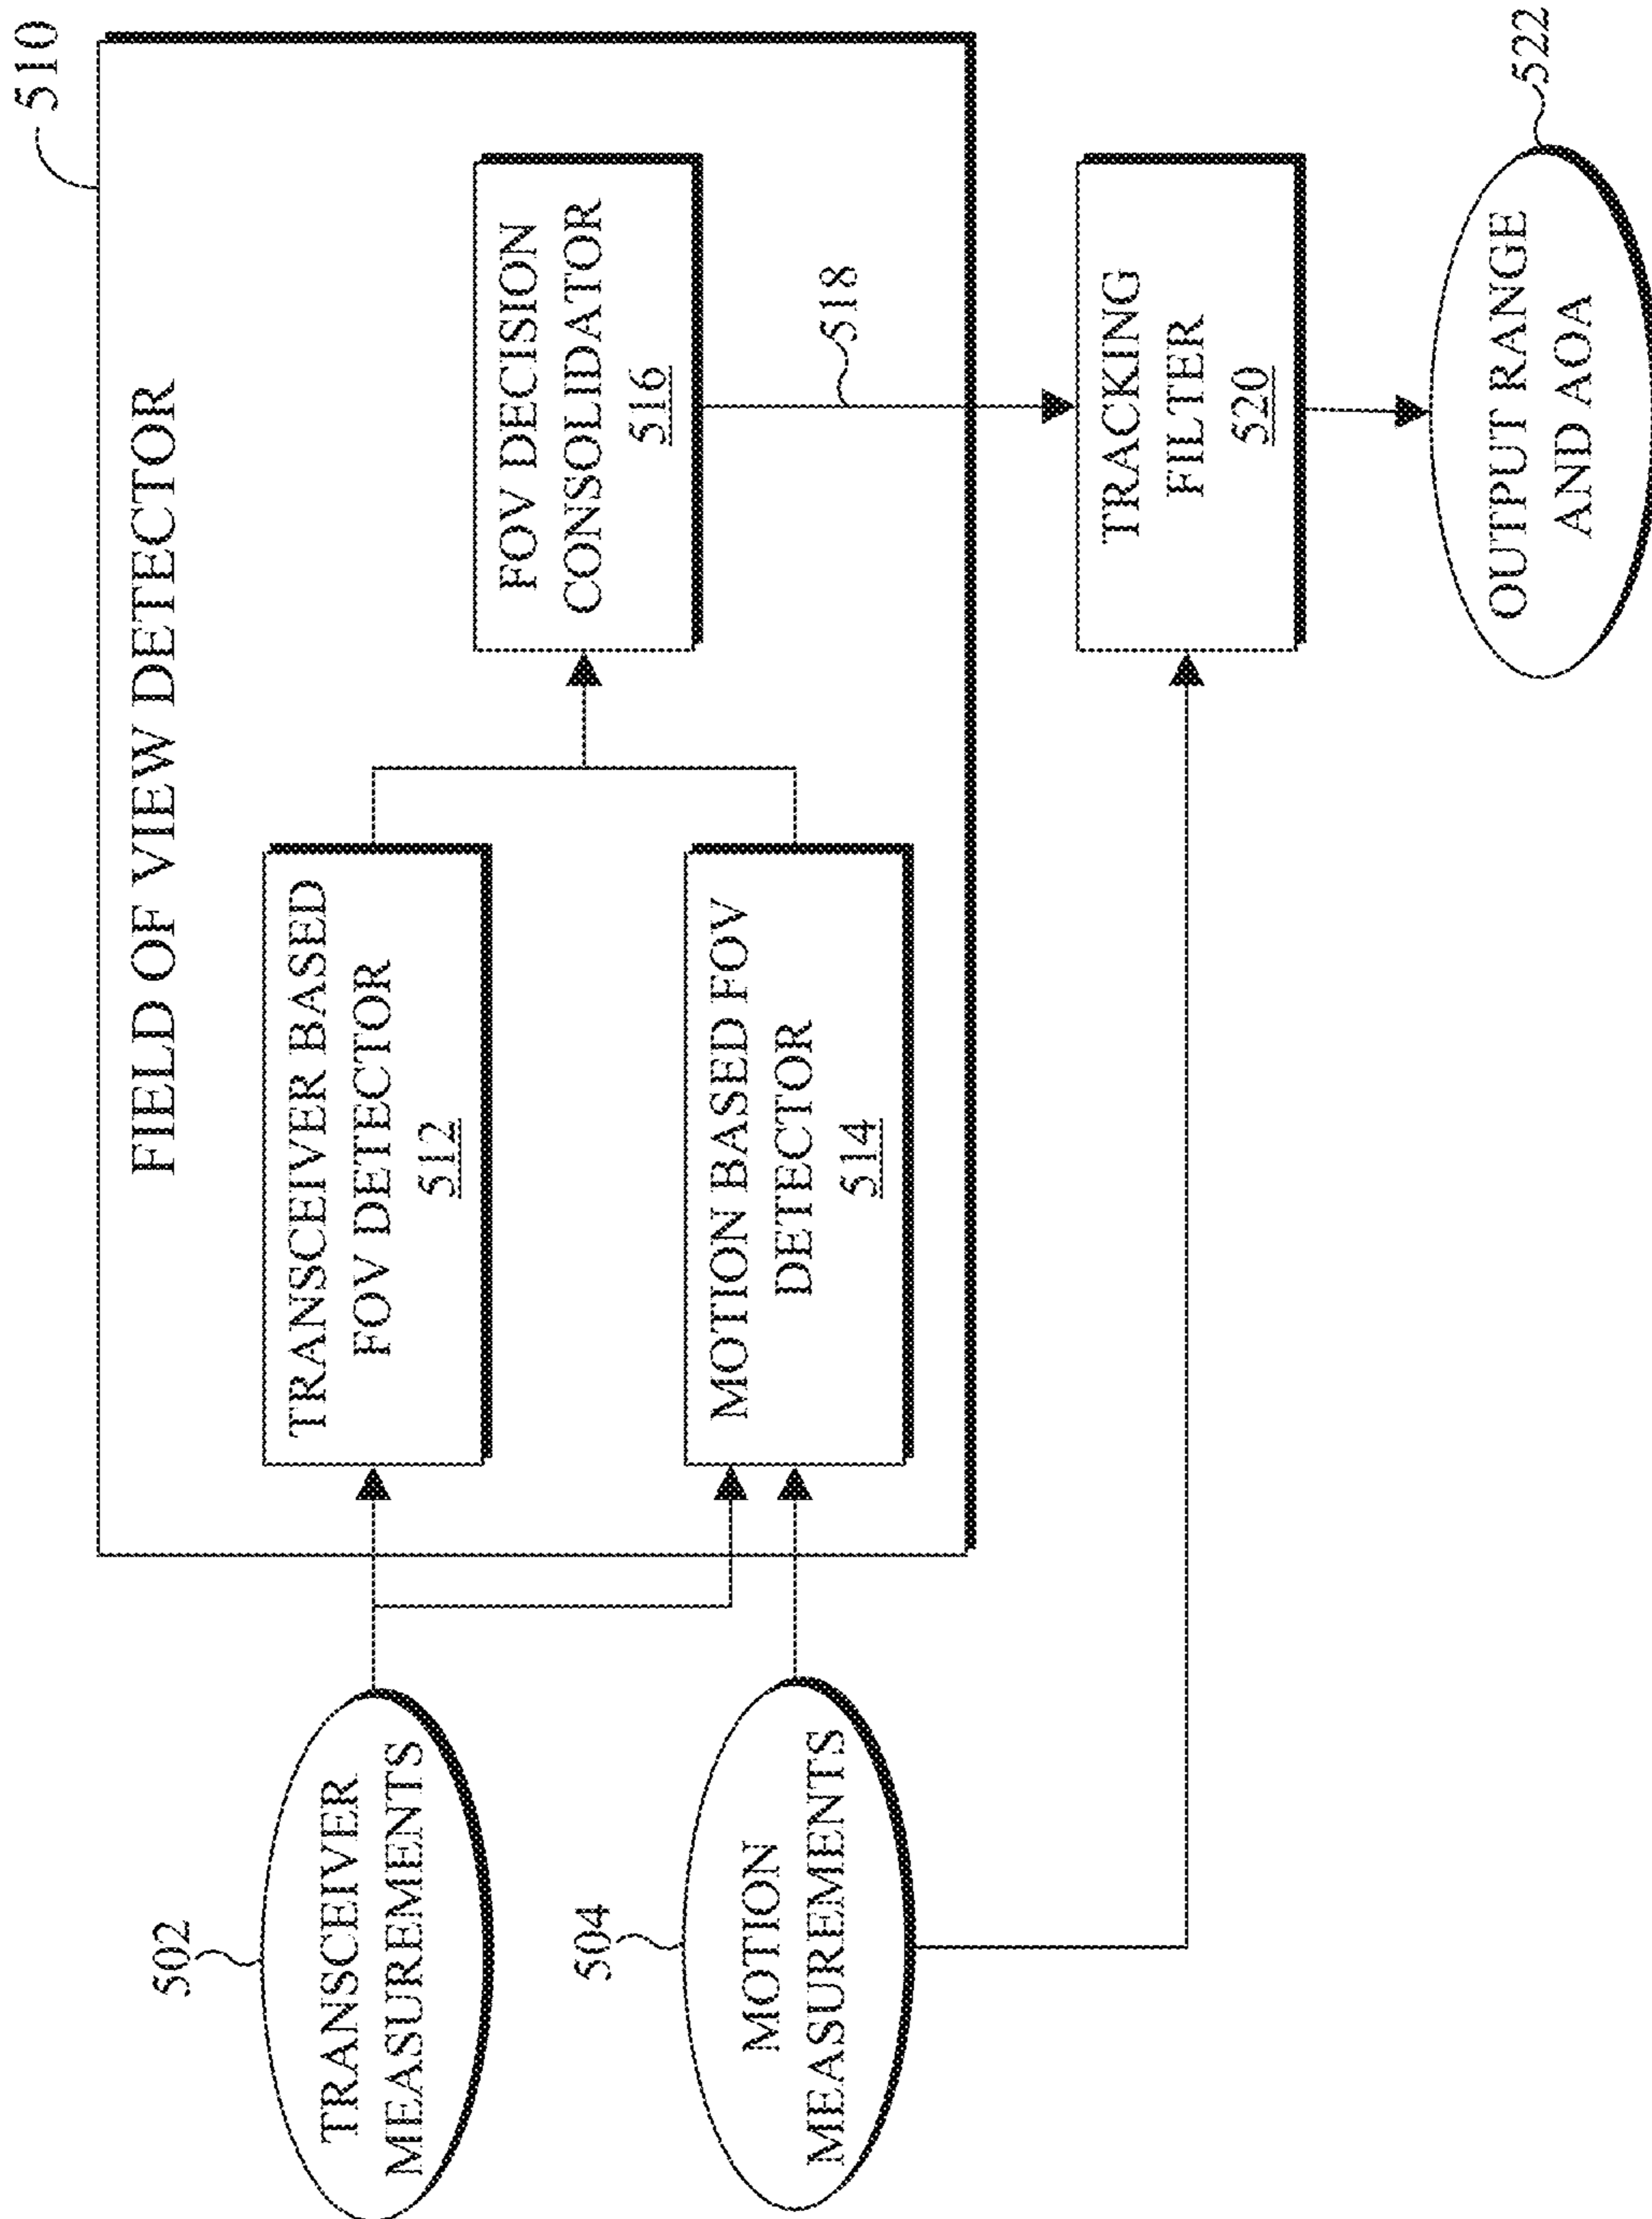 510
FIELD OF VIEW DETECTOR
502
TRANSCEIVER
MEASUREMENTS
TRANSCEIVER BASED
FOV DETECTOR
512
FOV DECISION
CONSOLIDATOR
516
504
MOTION
MEASUREMENTS
MOTION BASED FOV
DETECTOR
514
518
TRACKING
FILTER
520
OUTPUT RANGE
AND AOA
522